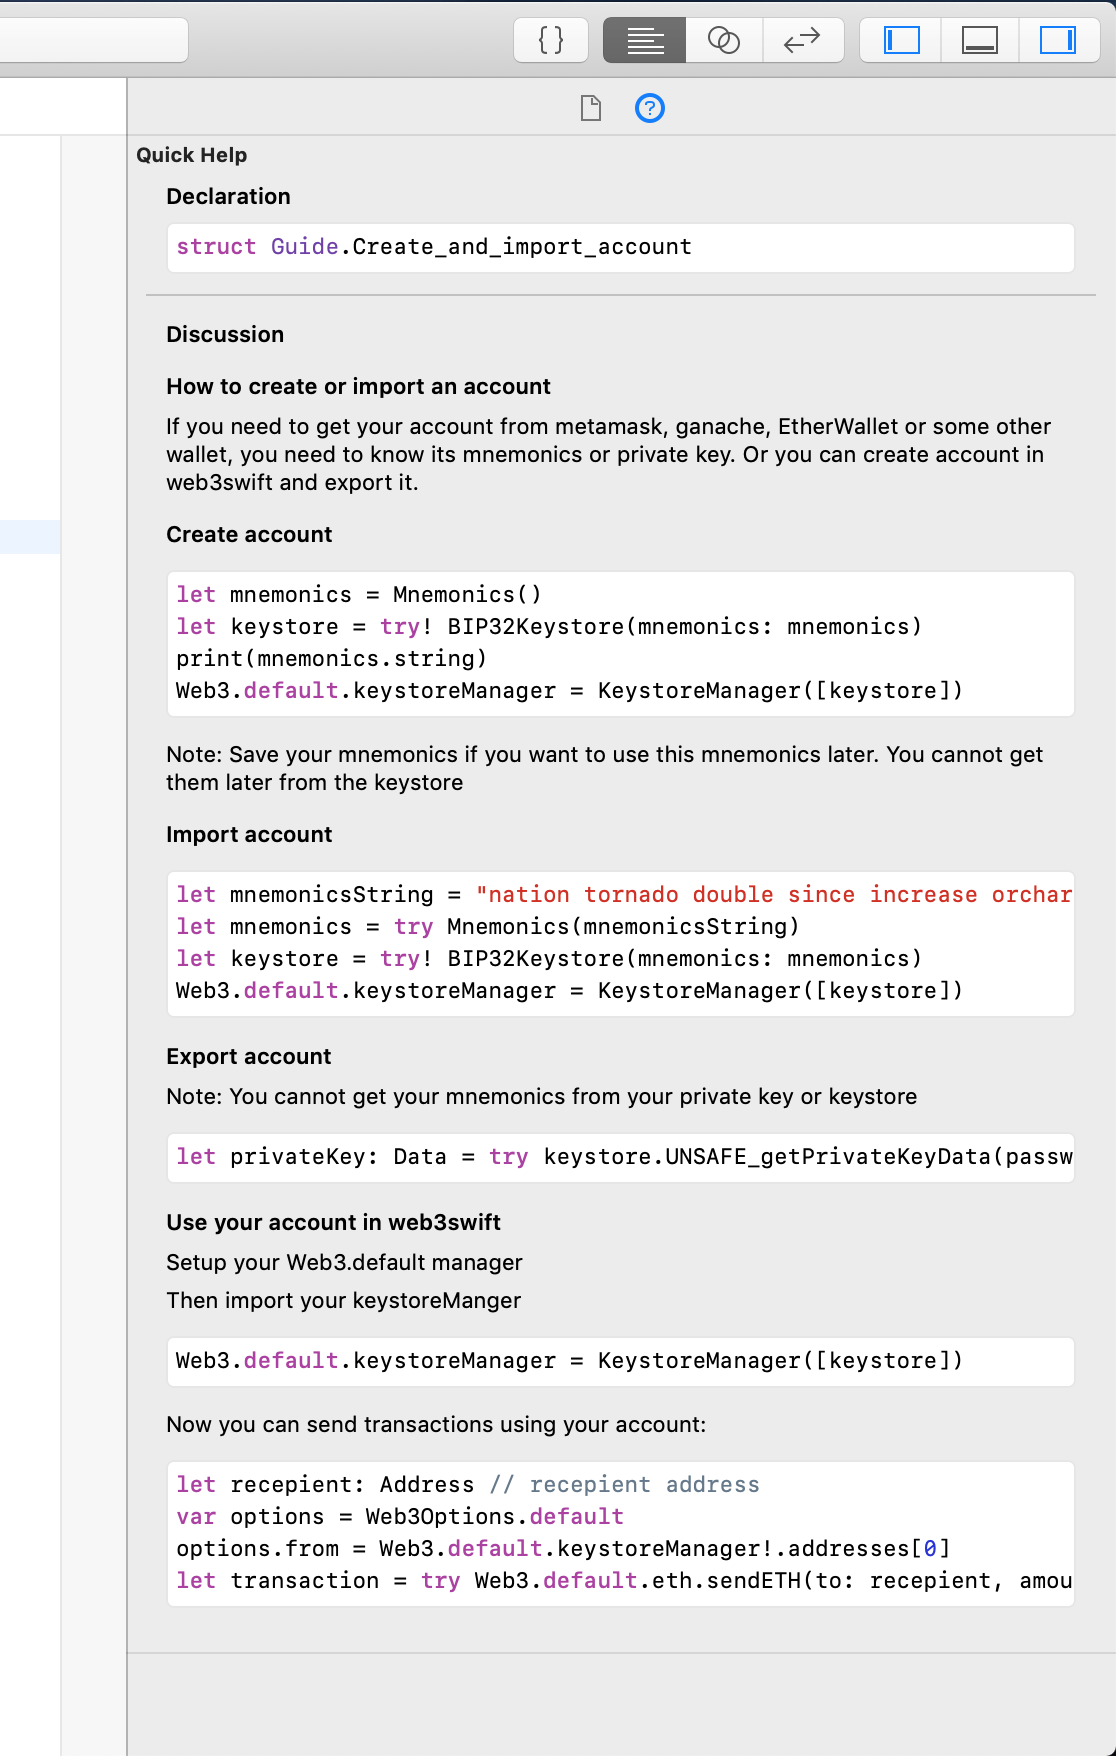 { }
?
Quick Help
Declaration
struct Guide.Create_and_import_account
Discussion
How to create or import an account
If you need to get your account from metamask, ganache, EtherWallet or some other
wallet, you need to know its mnemonics or private key. Or you can create account in
web3swift and export it.
Create account
let mnemonics = Mnemonics()
let keystore = try! BIP32Keystore(mnemonics: mnemonics)
print(mnemonics.string)
Web3.default.keystoreManager = KeystoreManager([keystore])
Note: Save your mnemonics if you want to use this mnemonics later. You cannot get
them later from the keystore
Import account
let mnemonicsString = "nation tornado double since increase orchar
let mnemonics = try Mnemonics(mnemonicsString)
let keystore = try! BIP32Keystore(mnemonics: mnemonics)
Web3.default.keystoreManager = KeystoreManager([keystore])
Export account
Note: You cannot get your mnemonics from your private key or keystore
let privateKey: Data = try keystore.UNSAFE_getPrivateKeyData(passw
Use your account in web3swift
Setup your Web3.default manager
Then import your keystoreManger
Web3.default.keystoreManager = KeystoreManager([keystore])
Now you can send transactions using your account:
let recepient: Address // recepient address
var options = Web3Options.default
options.from = Web3.default.keystoreManager!.addresses[0]
let transaction = try Web3.default.eth.sendETH(to: recepient, amou